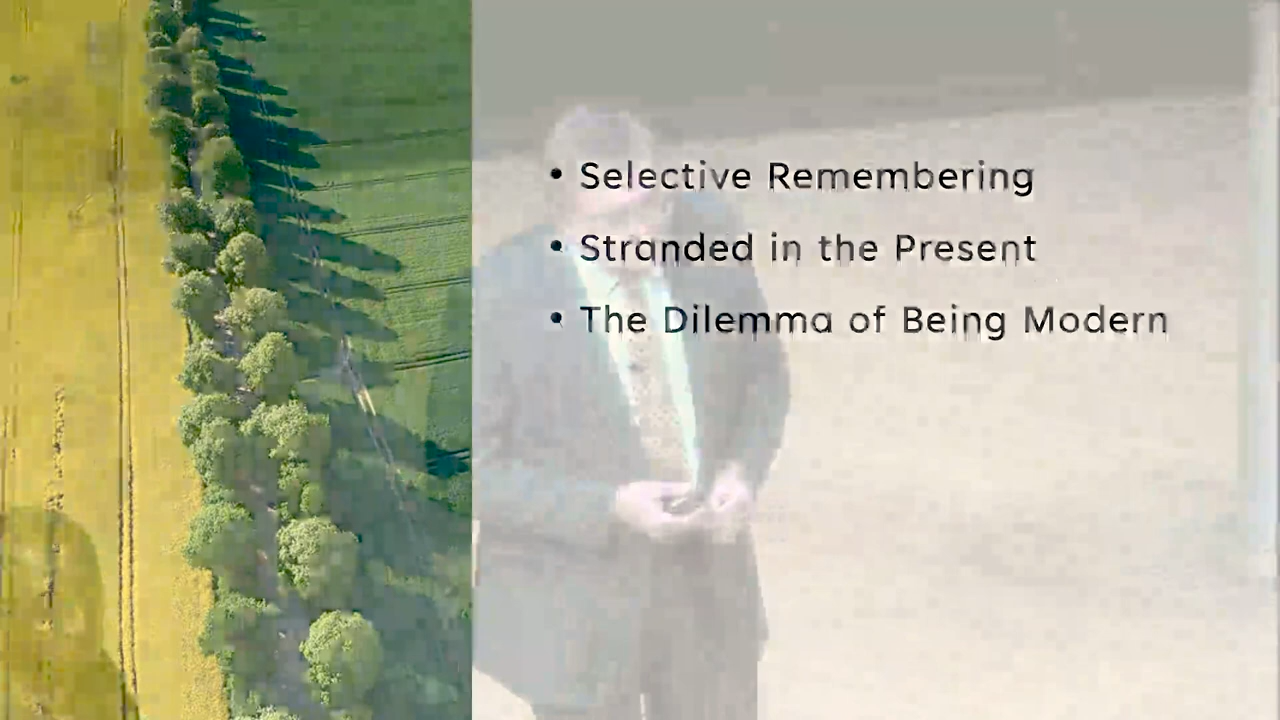 • Selective Remembering
• Stranded in the Present
• The Dilemma of Being Modern